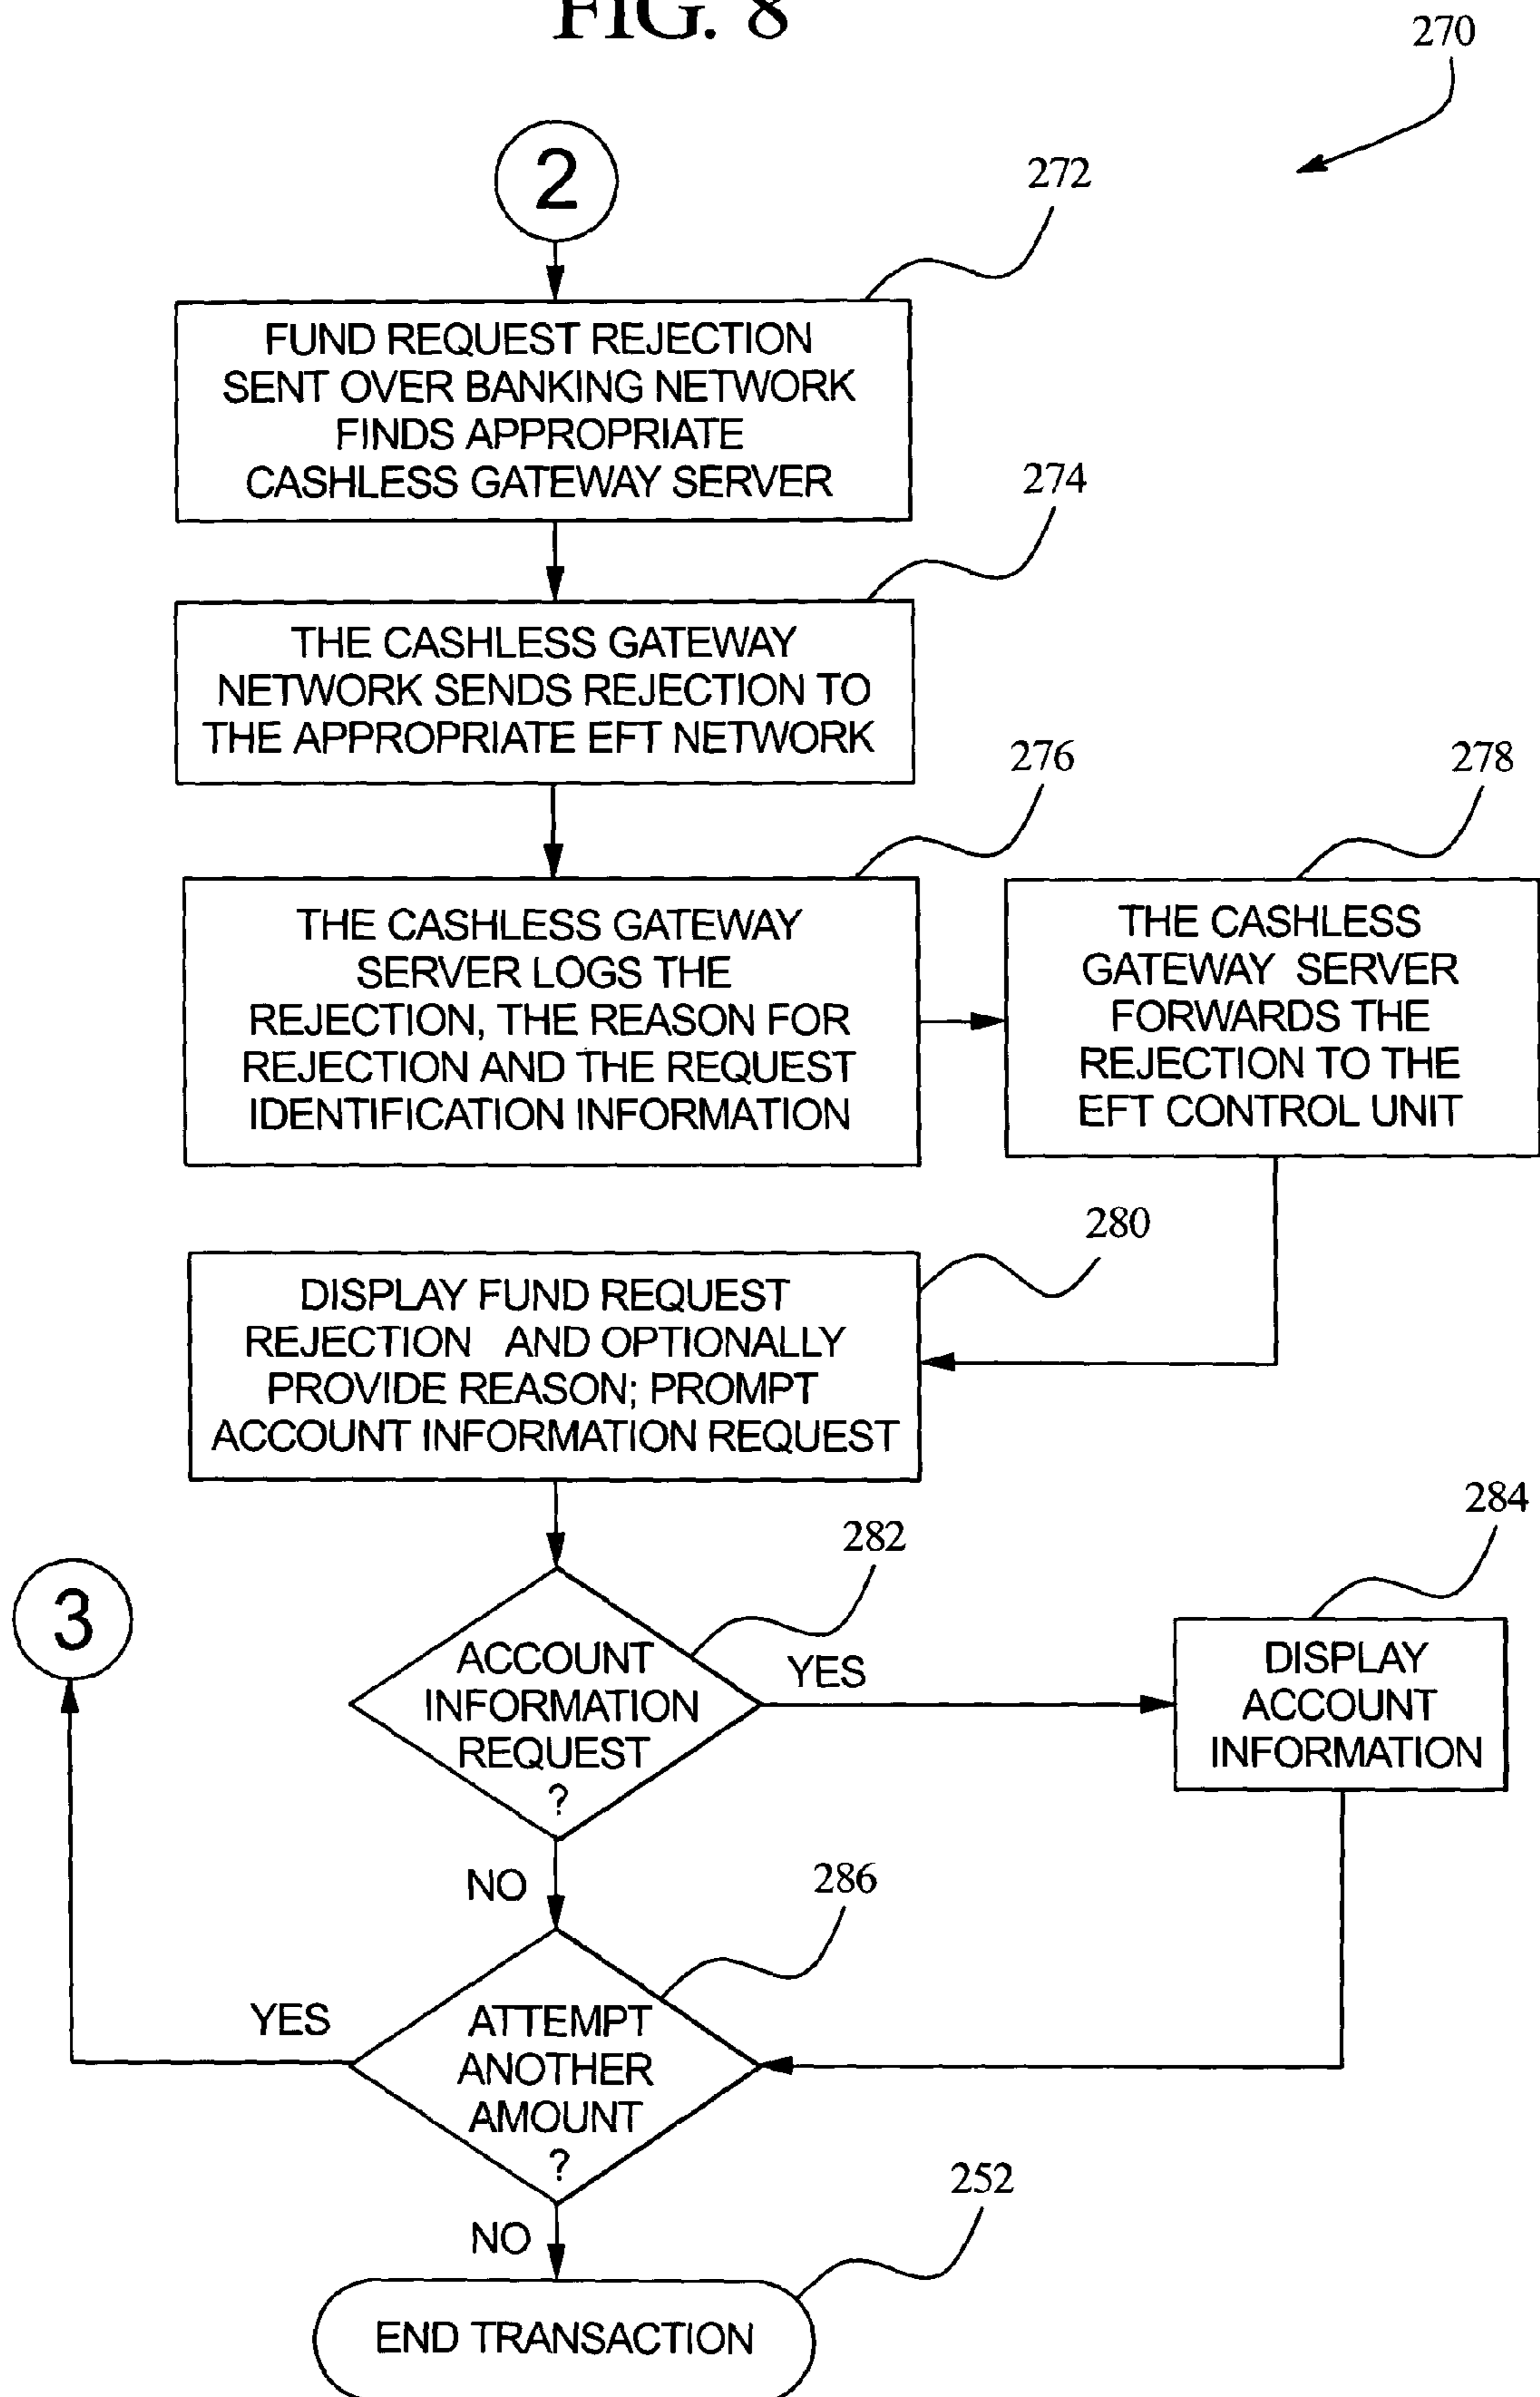 FIG. 8
270
2
272
FUND REQUEST REJECTION
SENT OVER BANKING NETWORK
FINDS APPROPRIATE
CASHLESS GATEWAY SERVER
274
THE CASHLESS GATEWAY
NETWORK SENDS REJECTION TO
THE APPROPRIATE EFT NETWORK
276
278
THE CASHLESS GATEWAY
SERVER LOGS THE
REJECTION, THE REASON FOR
REJECTION AND THE REQUEST
IDENTIFICATION INFORMATION
THE CASHLESS
GATEWAY SERVER
FORWARDS THE
REJECTION TO THE
EFT CONTROL UNIT
280
DISPLAY FUND REQUEST
REJECTION AND OPTIONALLY
PROVIDE REASON; PROMPT
ACCOUNT INFORMATION REQUEST
282
284
3
ACCOUNT
INFORMATION
REQUEST
?
YES
DISPLAY
ACCOUNT
INFORMATION
NO
286
YES
ATTEMPT
ANOTHER
AMOUNT
?
NO
252
END TRANSACTION